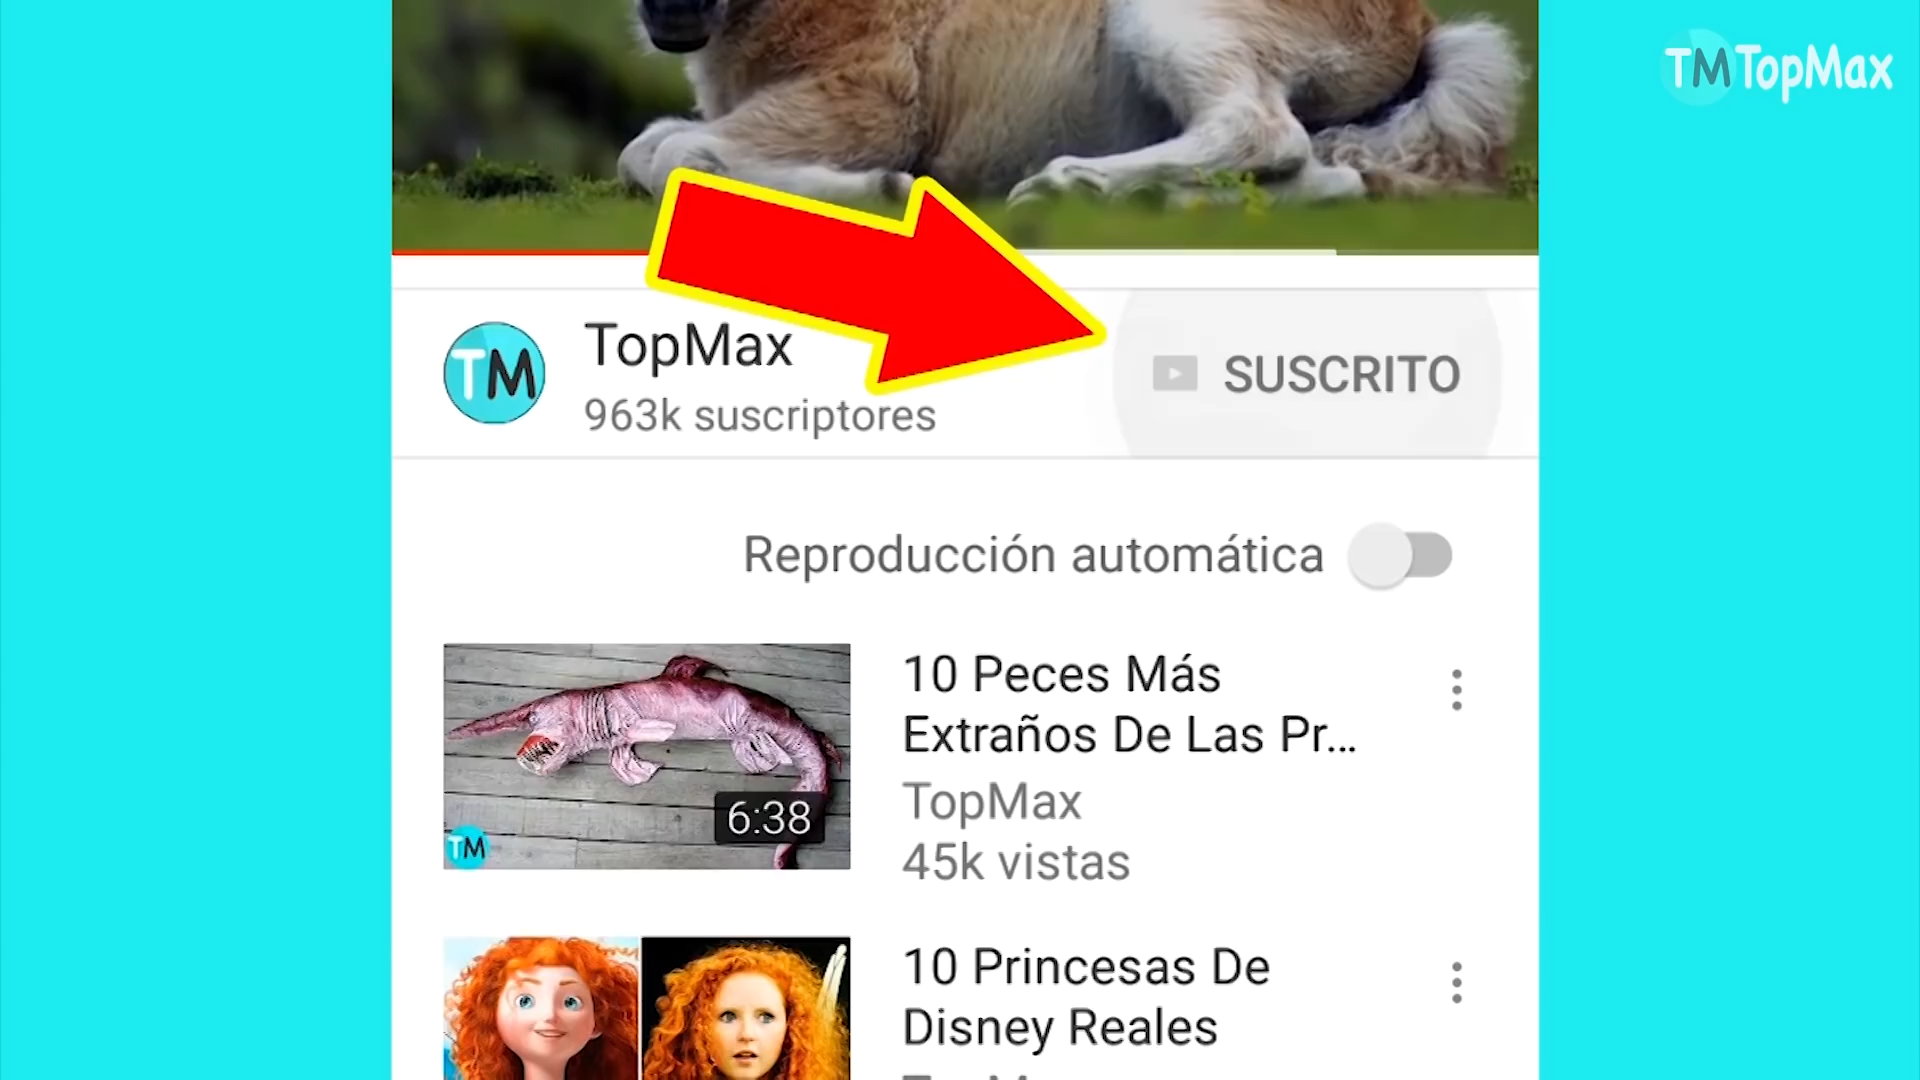 TM TopMax
TM
TopMax
963k suscriptores
SUSCRITO
Reproducción automática
10 Peces Más
Extraños De Las Pr...
TopMax
45k vistas
6:38
TM
10 Princesas De
Disney Reales